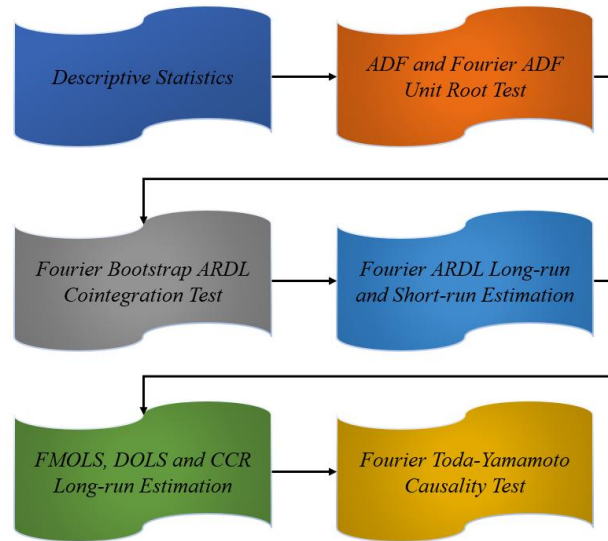 Descriptive Statistics
ADF and Fourier ADF
Unit Root Test
Fourier Bootstrap ARDL
Cointegration Test
Fourier ARDL Long-run
and Short-run Estimation
FMOLS, DOLS and CCR
Long-run Estimation
Fourier Toda-Yamamoto
Causality Test